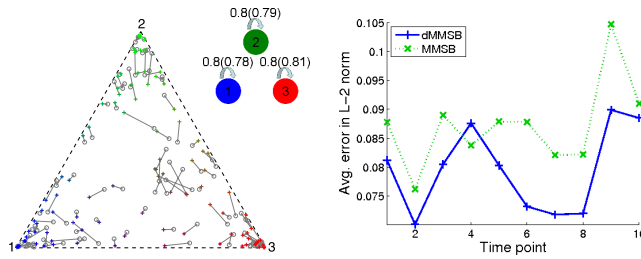 2
0.8(0.79)
2
0.8(0.78) 0.8(0.81)
1 3
1 3
0.105
0.1
0.095
0.09
0.085
0.08
0.075
dMMSB
MMSB
2 4 6 8 10
Time point
Avg. error in L-2 norm